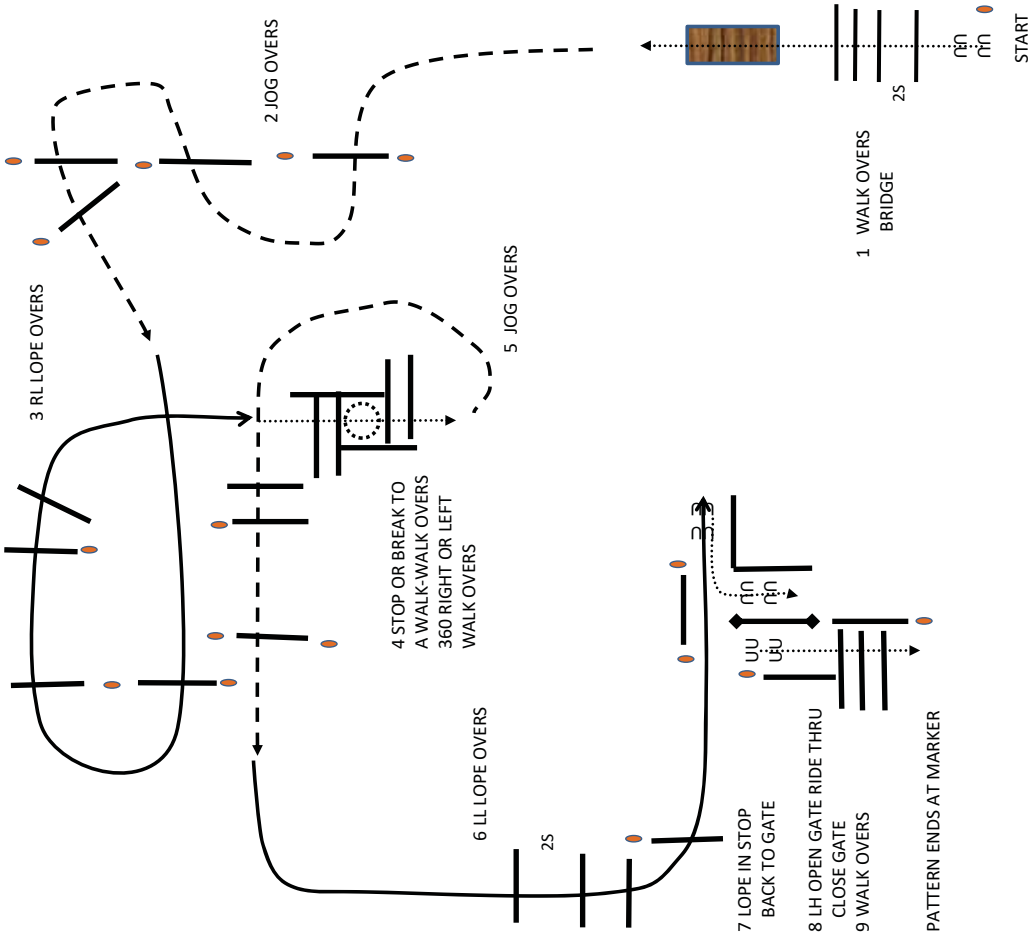 START
2S
1 WALK OVERS
BRIDGE
2 JOG OVERS
3 RL LOPE OVERS
4 STOP OR BREAK TO
A WALK-WALK OVERS
360 RIGHT OR LEFT
WALK OVERS
5 JOG OVERS
6 LL LOPE OVERS
2S
7 LOPE IN STOP
BACK TO GATE
8 LH OPEN GATE RIDE THRU
CLOSE GATE
9 WALK OVERS
PATTERN ENDS AT MARKER